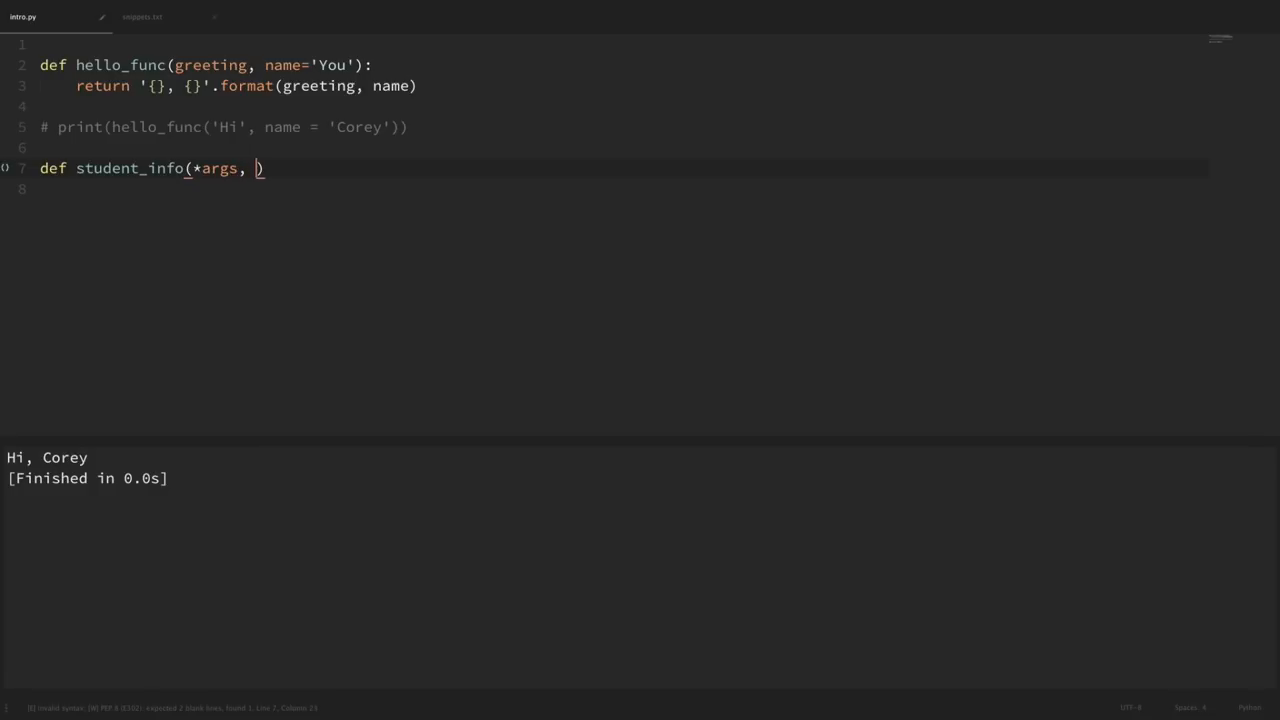 intro.py
snippets.txt
1
2 def hello_func(greeting, name='You'):
3 return '{}, {}'.format(greeting, name)
4
5 # print(hello_func('Hi', name = 'Corey'))
6
{} 7 def student_info(*args, )
8
Hi, Corey
[Finished in 0.0s]
[E] invalid syntax, [W] PEP 8 (E302): expected 2 blank lines, found 1, Line 7, Column 23
UTF-8
Spaces: 4
Python